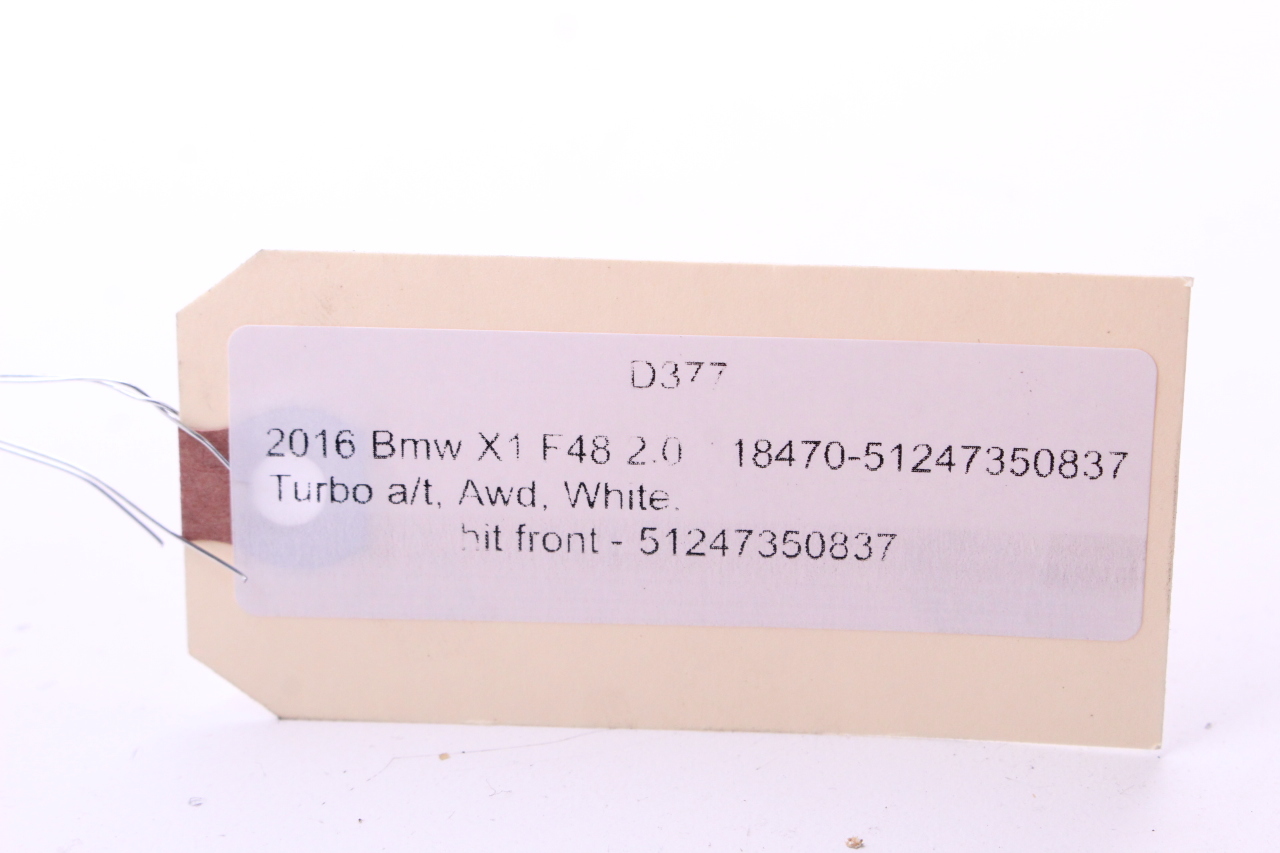 D377
2016 Bmw X1 F48 2.0 18470-51247350837
Turbo a/t, Awd, White.
hit front - 51247350837